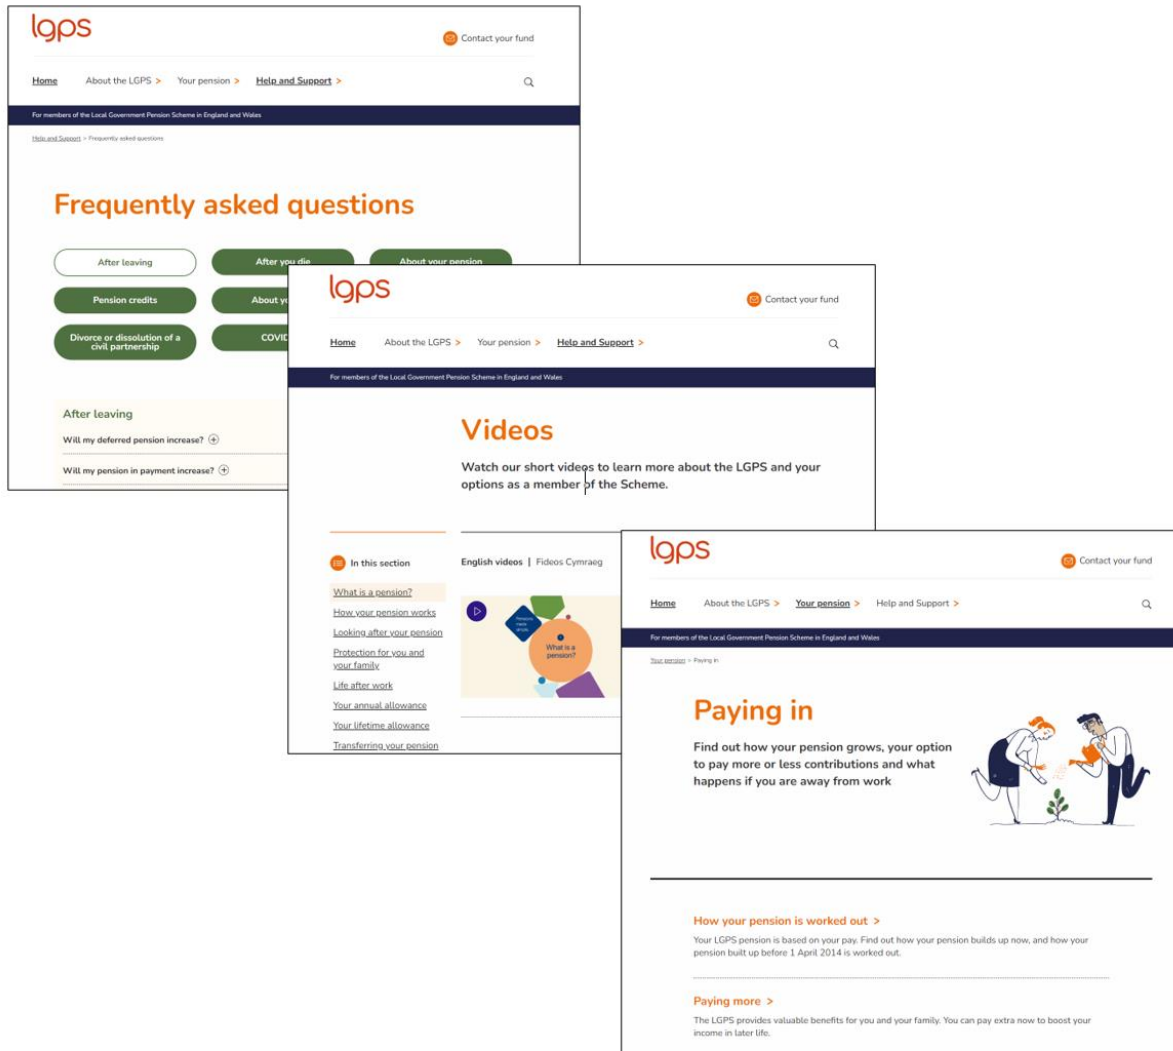 lgps
Contact your fund
Home About the LGPS > Your pension > Help and Support >
For members of the Local Government Pension Scheme in England and Wales
Help and Support > Frequently asked questions
Frequently asked questions
After leaving After you die About your pension
Pension credits About yo
Divorce or dissolution of a
civil partnership
COVID
After leaving
Will my deferred pension increase?
Will my pension in payment increase?
lgps
Contact your fund
Home About the LGPS > Your pension > Help and Support >
For members of the Local Government Pension Scheme in England and Wales
Videos
Watch our short videos to learn more about the LGPS and your
options as a member of the Scheme.
In this section
What is a pension?
How your pension works
Looking after your pension
Protection for you and
your family
Life after work
Your annual allowance
Your lifetime allowance
Transferring your pension
English videos | Fideos Cymraeg
Pensions
made
simple
What is a
pension?
lgps
Contact your fund
Home About the LGPS > Your pension > Help and Support >
For members of the Local Government Pension Scheme in England and Wales
Your pension > Paying in
Paying in
Find out how your pension grows, your option
to pay more or less contributions and what
happens if you are away from work
How your pension is worked out >
Your LGPS pension is based on your pay. Find out how your pension builds up now, and how your
pension built up before 1 April 2014 is worked out.
Paying more >
The LGPS provides valuable benefits for you and your family. You can pay extra now to boost your
income in later life.